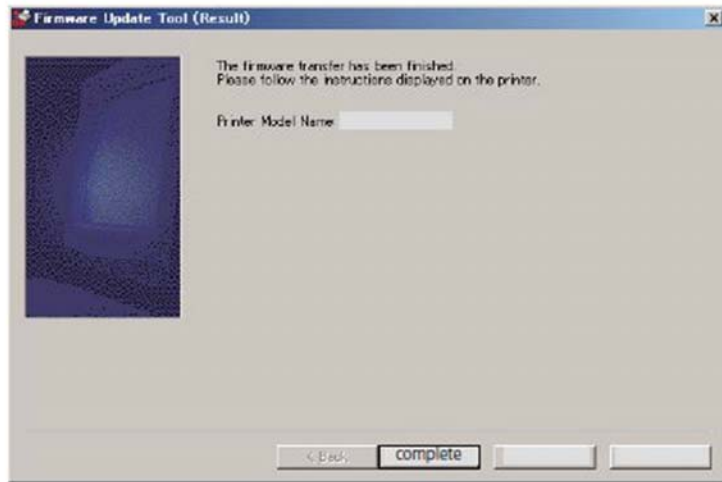 Firmware Update Tool (Result)
The firmware transfer has been finished.
Please follow the instructions displayed on the printer.
Printer Model Name
< Back
complete